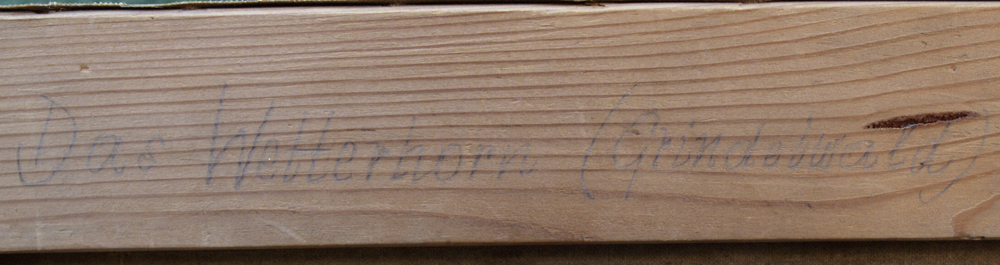 Das Wetterhorn (Grindelwald)